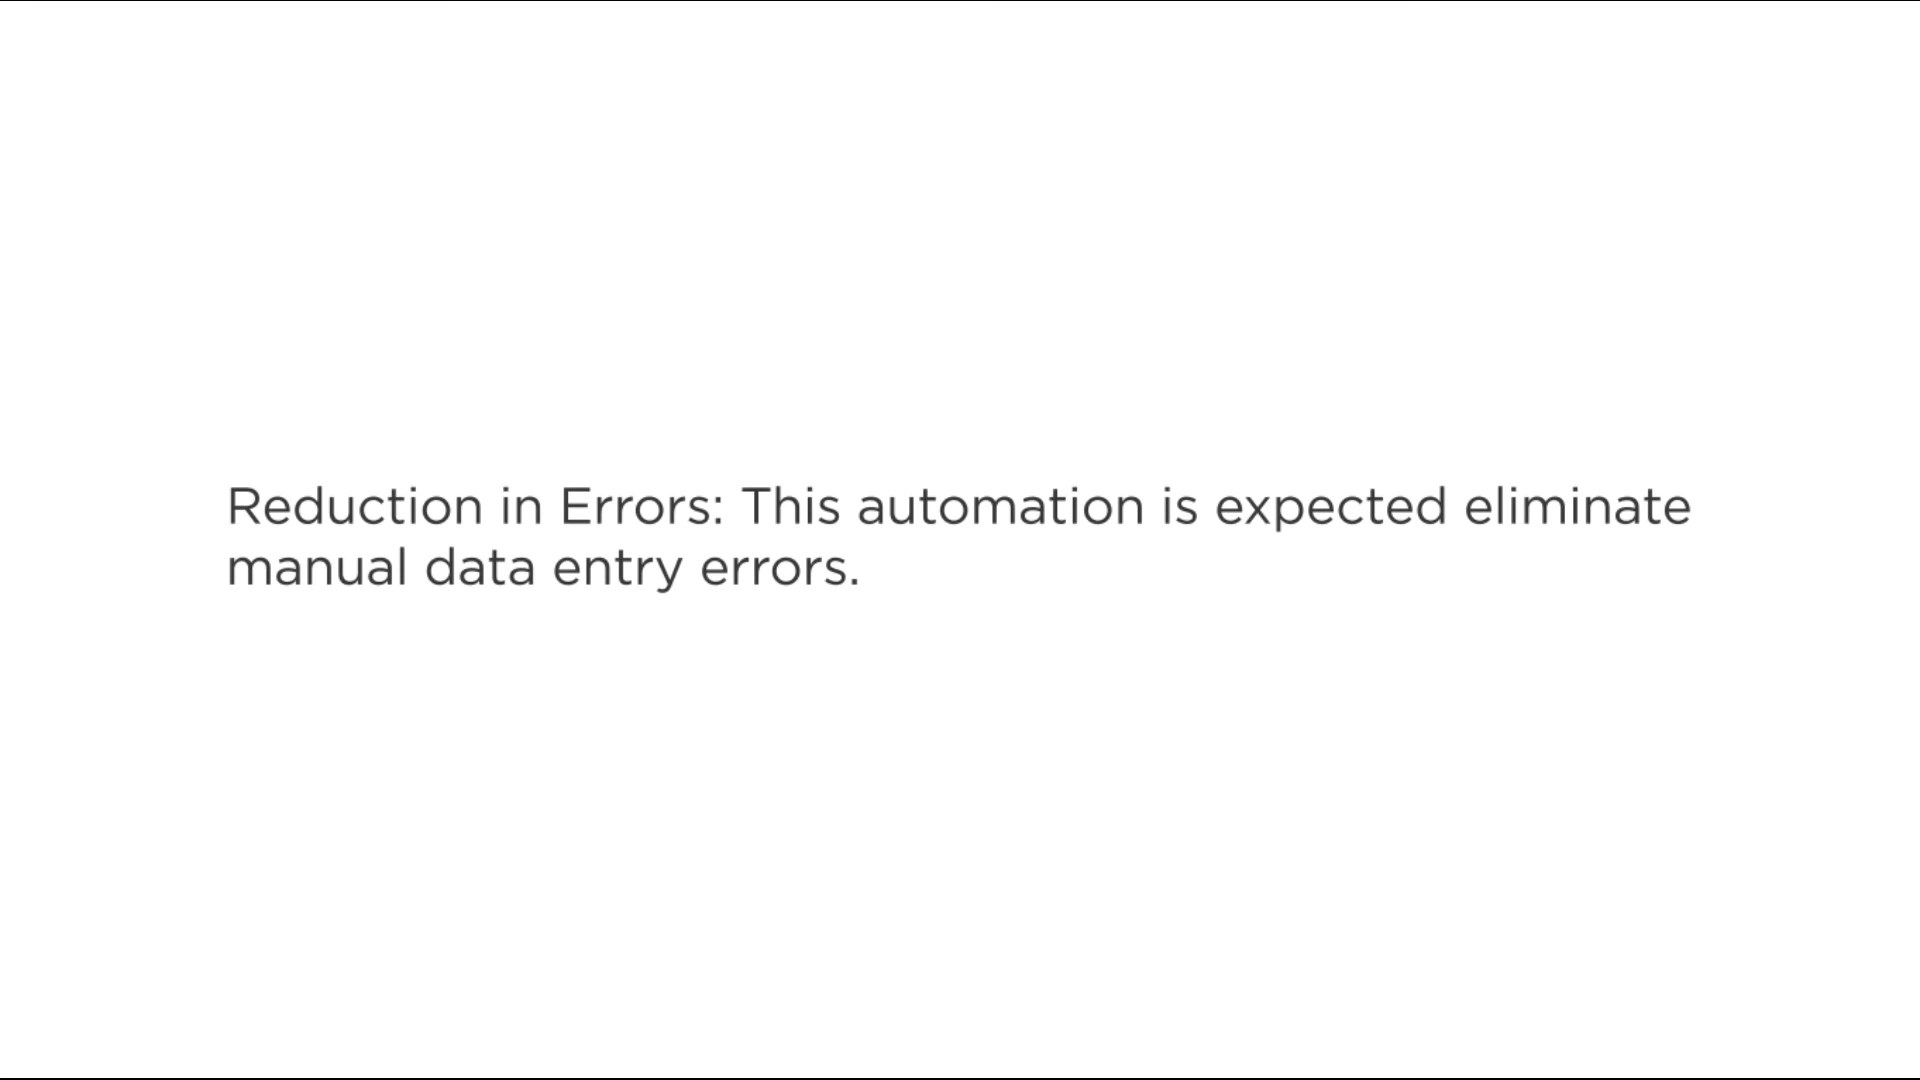 Reduction in Errors: This automation is expected eliminate
manual data entry errors.